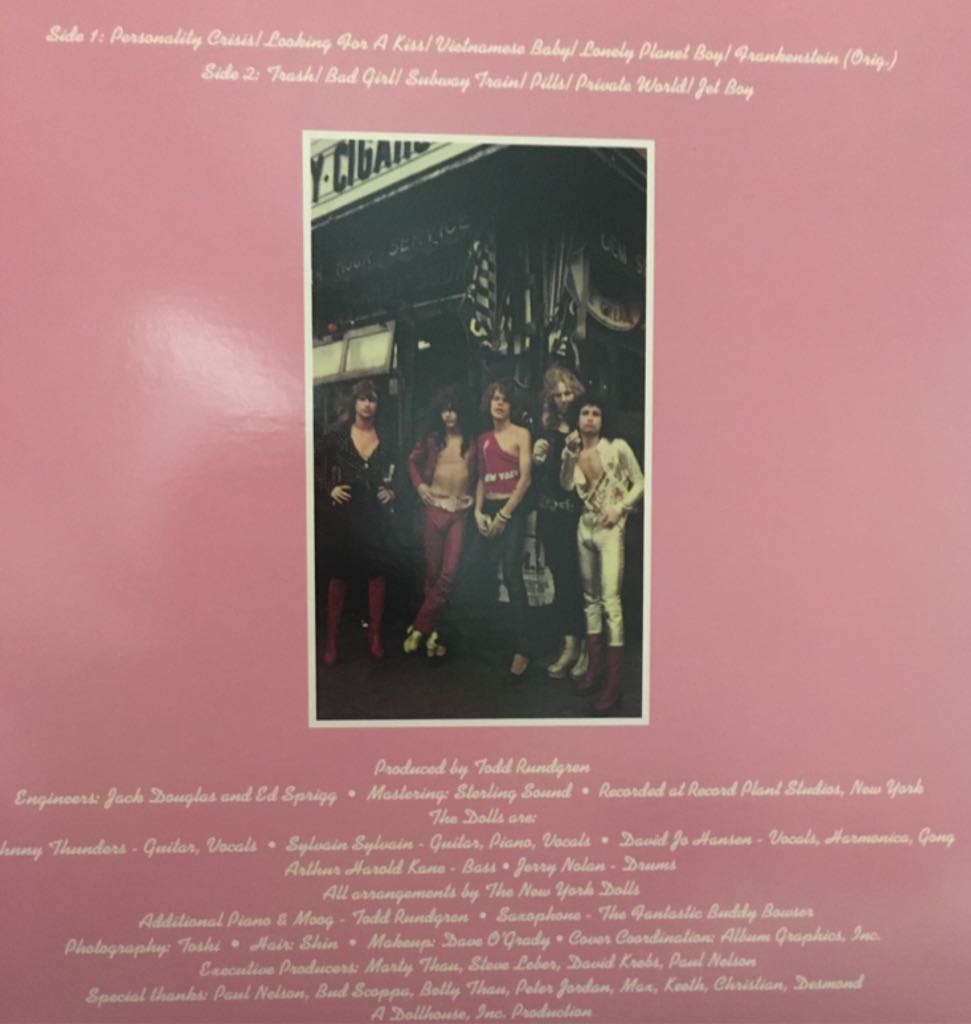 Side 1: Personality Crisis/ Looking For A Kiss/ Vietnamese Baby/ Lonely Planet Boy/ Frankenstein (Orig.)
Side 2: Trash/ Bad Girl/ Subway Train/ Pills/ Private World/ Jet Boy
Y·CIGARS
HOUR SERVICE
NEW YORK
Produced by Todd Rundgren
Engineers: Jack Douglas and Ed Sprigg • Mastering: Sterling Sound • Recorded at Record Plant Studios, New York
The Dolls are:
hnny Thunders - Guitar, Vocals • Sylvain Sylvain - Guitar, Piano, Vocals • David Jo Hansen - Vocals, Harmonica, Gong
Arthur Harold Kane - Bass • Jerry Nolan - Drums
All arrangements by The New York Dolls
Additional Piano & Moog - Todd Rundgren • Saxophone - The Fantastic Buddy Bowser
Photography: Toshi • Hair: Shin • Makeup: Dave O'Grady • Cover Coordination: Album Graphics, Inc.
Executive Producers: Marty Thau, Steve Leber, David Krebs, Paul Nelson
Special thanks: Paul Nelson, Bud Scoppa, Betty Thau, Peter Jordan, Max, Keeth, Christian, Desmond
A Dollhouse, Inc. Production